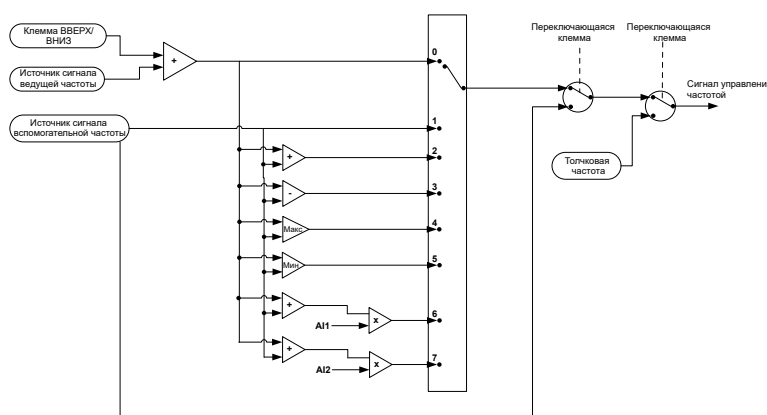 Клемма ВВЕРХ/
ВНИЗ
Источник сигнала
ведущей частоты
Источник сигнала
вспомогательной частоты
+
0
1
2
3
4
5
6
7
+
-
Макс
Мин
+
x
AI1
+
x
AI2
Переключающаяся
клемма
Переключающаяся
клемма
Сигнал управлени
частотой
Толчковая
частота